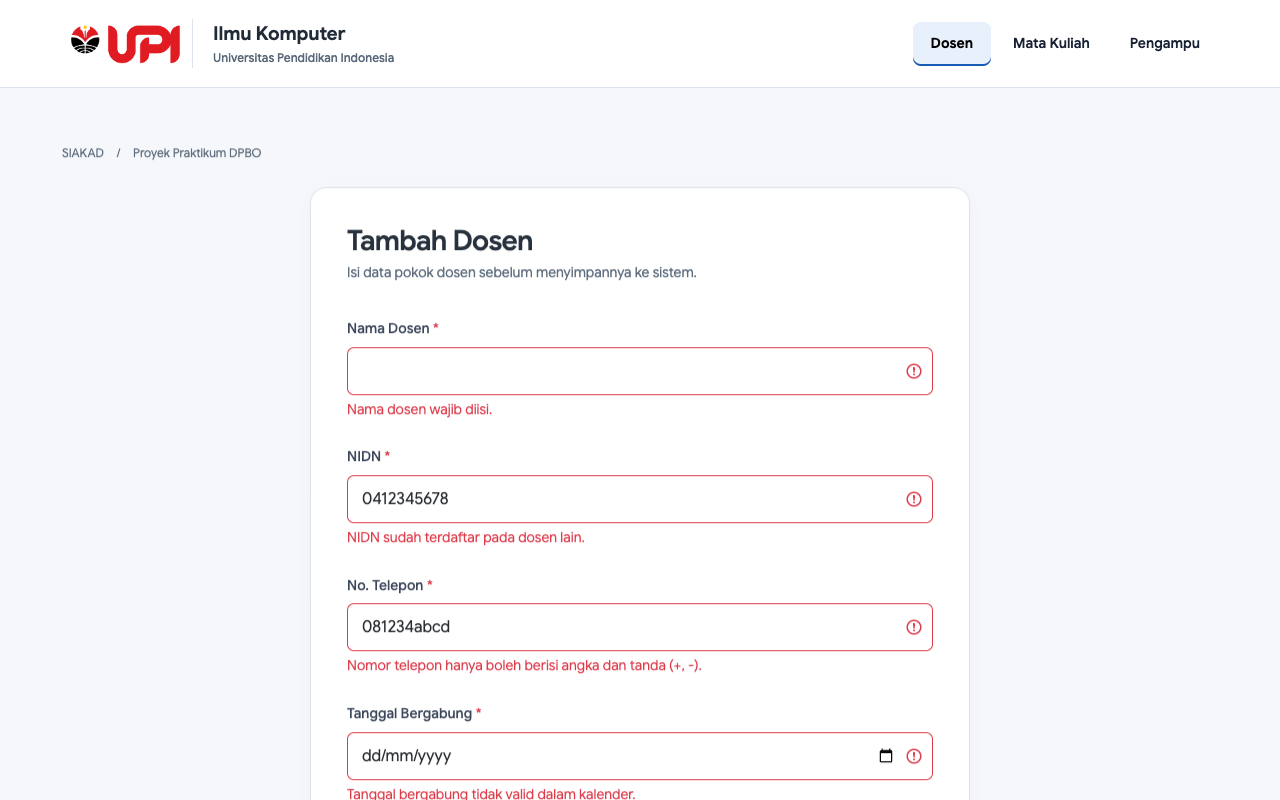 UPI
Ilmu Komputer
Universitas Pendidikan Indonesia
Dosen
Mata Kuliah
Pengampu
SIAKAD / Proyek Praktikum DPBO
Tambah Dosen
Isi data pokok dosen sebelum menyimpannya ke sistem.
Nama Dosen *
Nama dosen wajib diisi.
NIDN *
0412345678
NIDN sudah terdaftar pada dosen lain.
No. Telepon *
081234abcd
Nomor telepon hanya boleh berisi angka dan tanda (+, -).
Tanggal Bergabung *
dd/mm/yyyy
Tanggal bergabung tidak valid dalam kalender.